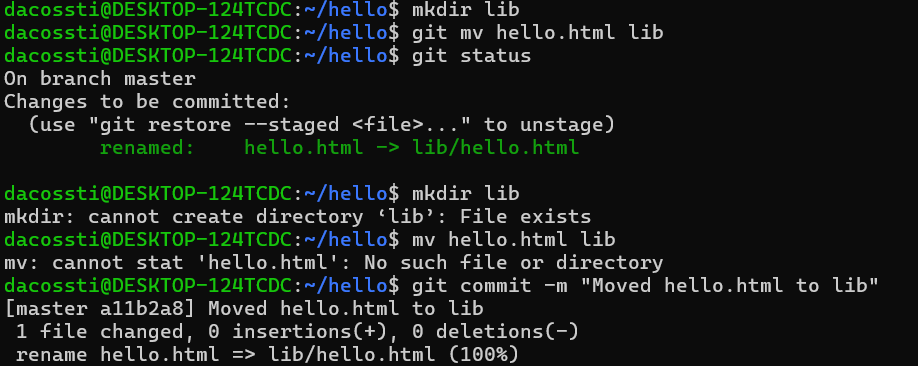 dacossti@DESKTOP-124TCDC:~/hello$ mkdir lib
dacossti@DESKTOP-124TCDC:~/hello$ git mv hello.html lib
dacossti@DESKTOP-124TCDC:~/hello$ git status
On branch master
Changes to be committed:
  (use "git restore --staged <file>..." to unstage)
        renamed:    hello.html -> lib/hello.html

dacossti@DESKTOP-124TCDC:~/hello$ mkdir lib
mkdir: cannot create directory ‘lib’: File exists
dacossti@DESKTOP-124TCDC:~/hello$ mv hello.html lib
mv: cannot stat 'hello.html': No such file or directory
dacossti@DESKTOP-124TCDC:~/hello$ git commit -m "Moved hello.html to lib"
[master a11b2a8] Moved hello.html to lib
 1 file changed, 0 insertions(+), 0 deletions(-)
 rename hello.html => lib/hello.html (100%)